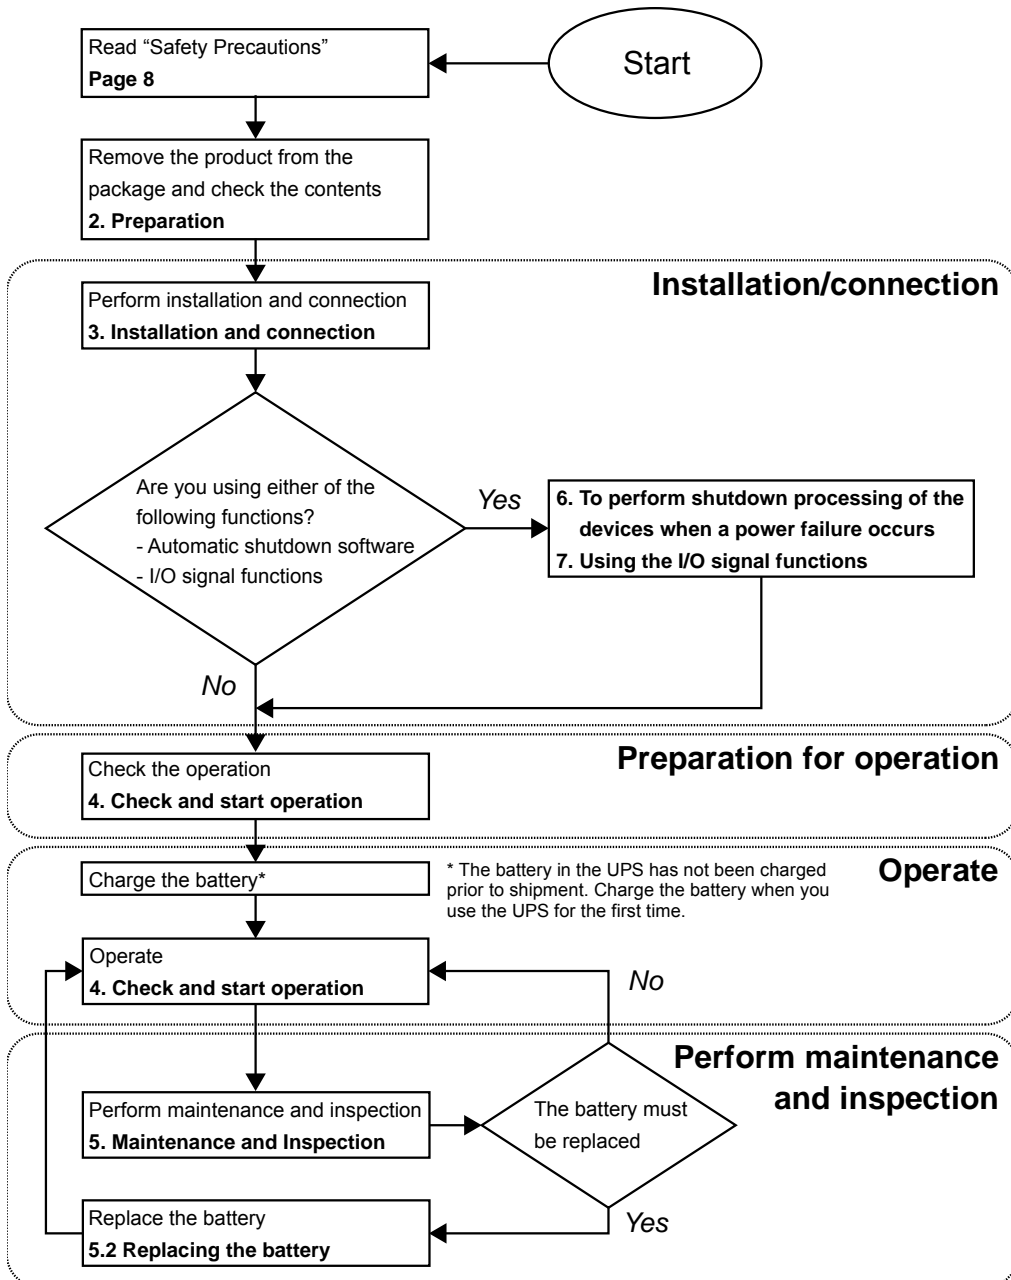 Start
Read “Safety Precautions”
Page 8
Remove the product from the
package and check the contents
2. Preparation
Installation/connection
Perform installation and connection
3. Installation and connection
Are you using either of the
following functions?
- Automatic shutdown software
- I/O signal functions
Yes
6. To perform shutdown processing of the
devices when a power failure occurs
7. Using the I/O signal functions
No
Preparation for operation
Check the operation
4. Check and start operation
Operate
Charge the battery*
* The battery in the UPS has not been charged
prior to shipment. Charge the battery when you
use the UPS for the first time.
Operate
4. Check and start operation
No
Perform maintenance
and inspection
Perform maintenance and inspection
5. Maintenance and Inspection
The battery must
be replaced
Yes
Replace the battery
5.2 Replacing the battery